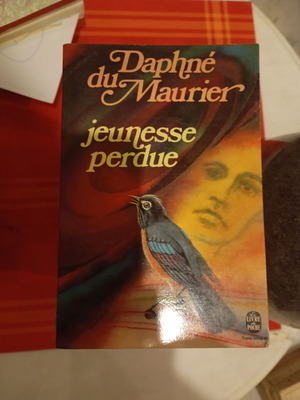 Daphné
du Maurier
jeunesse
perdue
LE LIVRE
DE POCHE